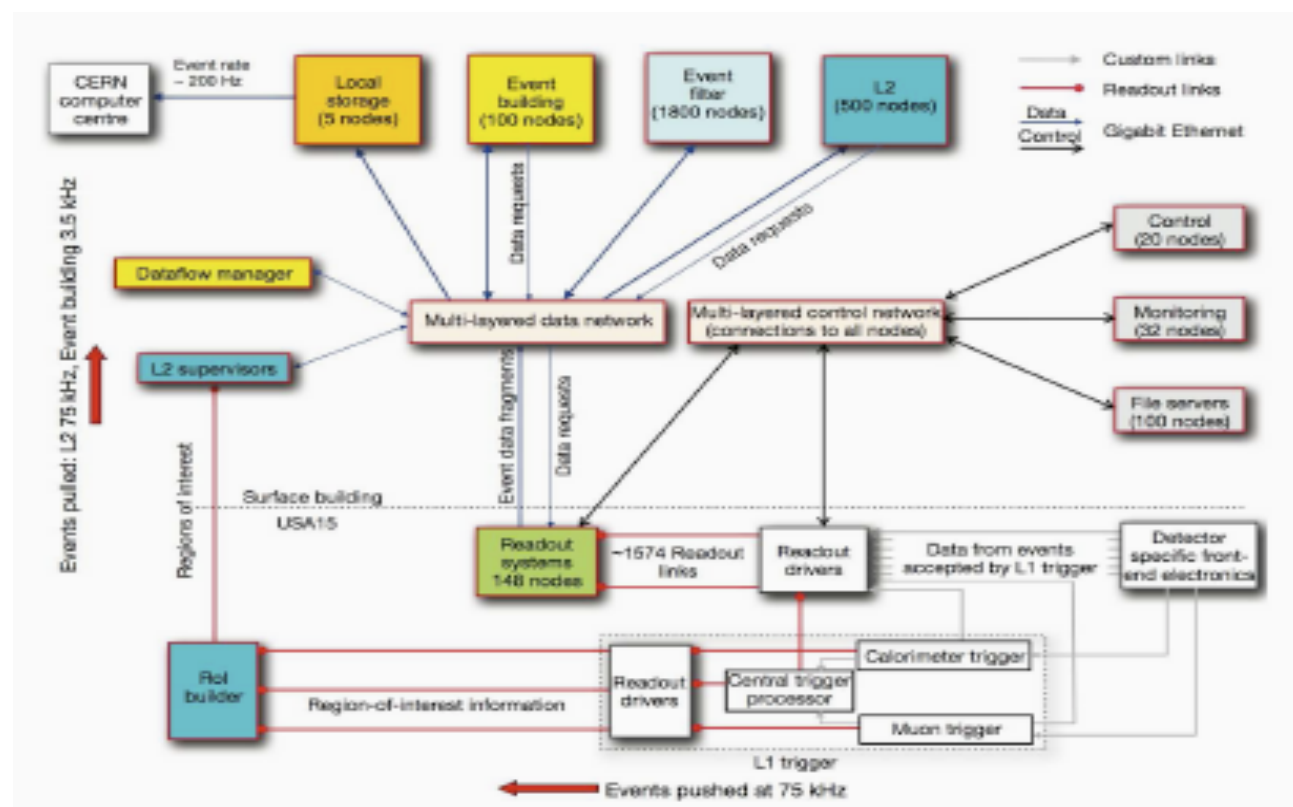 CERN
computer
centre
Event rate
~ 200 Hz
Local
storage
(5 nodes)
Event
building
(100 nodes)
Event
filter
(1800 nodes)
L2
(500 nodes)
Custom links
Readout links
Data
Control
Gigabit Ethernet
Events pulled: L2 75 kHz, Event building 3.5 kHz
Data requests
Data requests
Control
(20 nodes)
Dataflow manager
Multi-layered data network
Multi-layered control network
(connections to all nodes)
Monitoring
(32 nodes)
L2 supervisors
File servers
(100 nodes)
Regions of interest
Event data fragments
Data requests
Surface building
USA15
Readout
systems
148 nodes
~1574 Readout
links
Readout
drivers
Data from events
accepted by L1 trigger
Detector
specific front-
end electronics
RoI
builder
Region-of-interest information
Readout
drivers
Calorimeter trigger
Central trigger
processor
Muon trigger
L1 trigger
Events pushed at 75 kHz